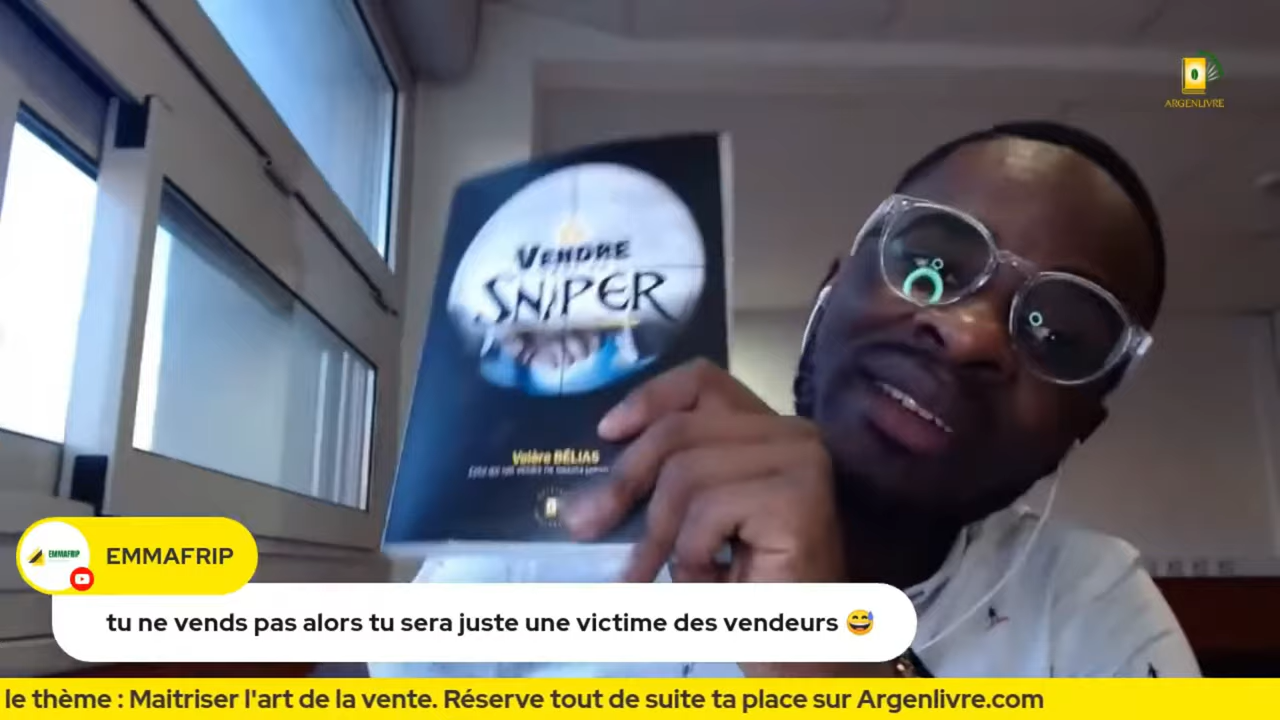 ARGENLIVRE
VENDRE
SNIPER
Valère BÉLIAS
EMMAFRIP
EMMAFRIP
tu ne vends pas alors tu sera juste une victime des vendeurs 😅
le thème : Maitriser l'art de la vente. Réserve tout de suite ta place sur Argenlivre.com